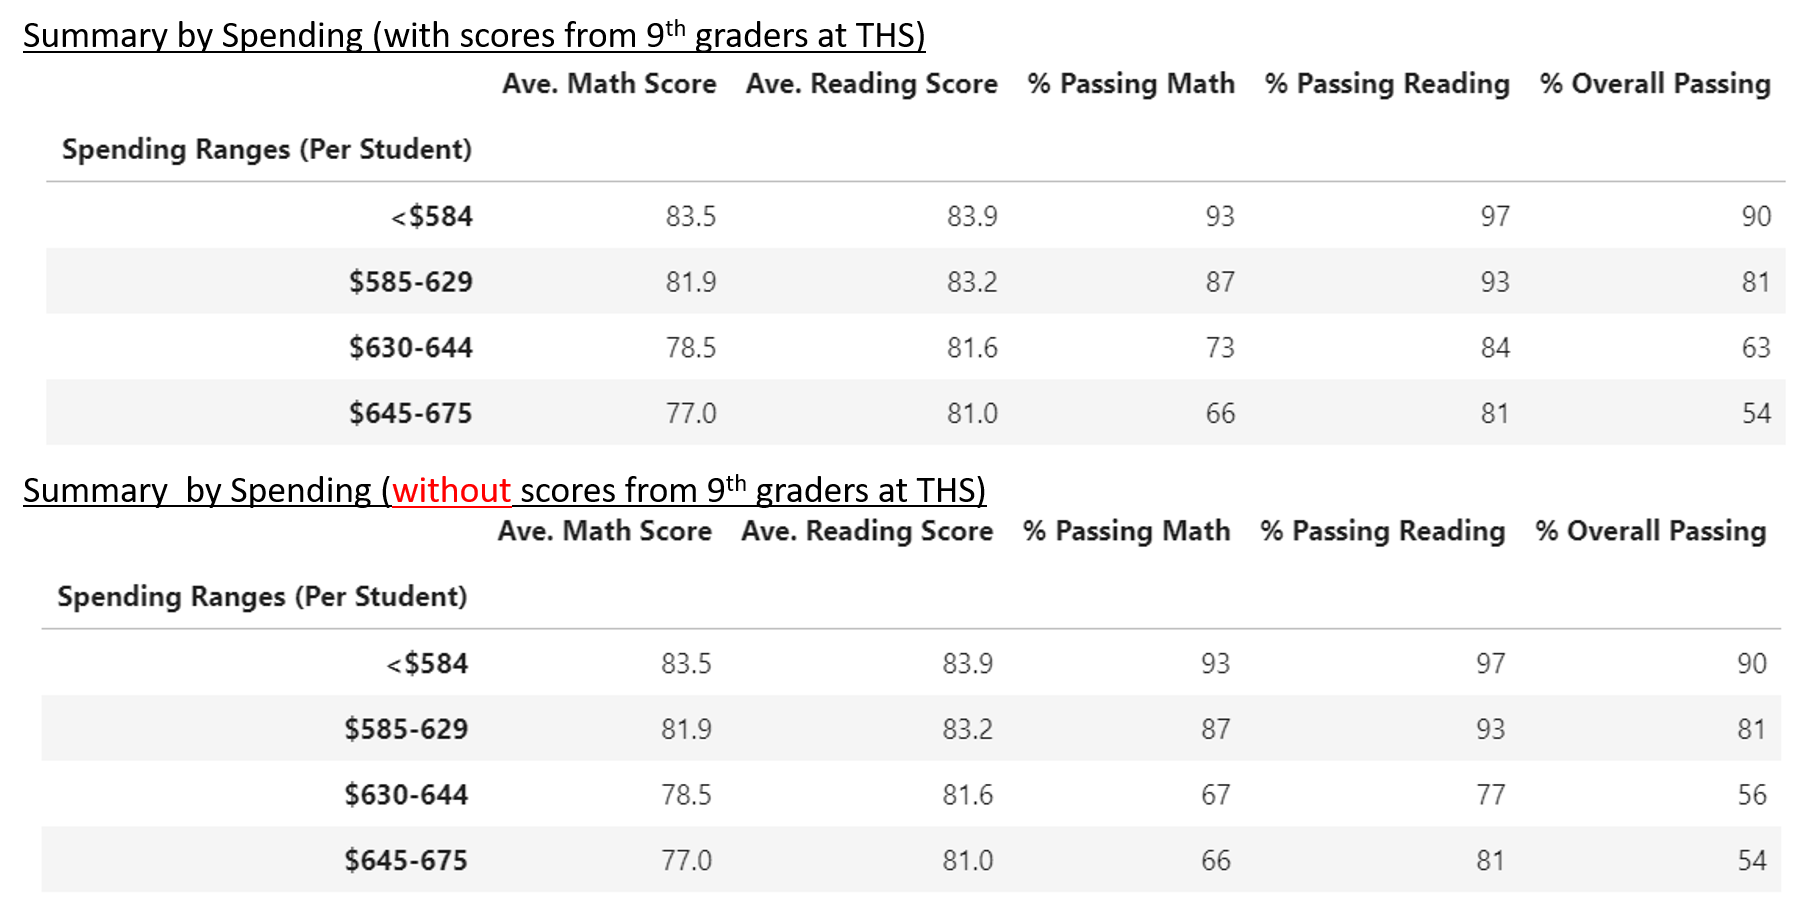 Summary by Spending (with scores from 9th graders at THS)
Ave. Math Score Ave. Reading Score % Passing Math % Passing Reading % Overall Passing
Spending Ranges (Per Student)
<$584 83.5 83.9 93 97 90
$585-629 81.9 83.2 87 93 81
$630-644 78.5 81.6 73 84 63
$645-675 77.0 81.0 66 81 54
Summary by Spending (without scores from 9th graders at THS)
Ave. Math Score Ave. Reading Score % Passing Math % Passing Reading % Overall Passing
Spending Ranges (Per Student)
<$584 83.5 83.9 93 97 90
$585-629 81.9 83.2 87 93 81
$630-644 78.5 81.6 67 77 56
$645-675 77.0 81.0 66 81 54